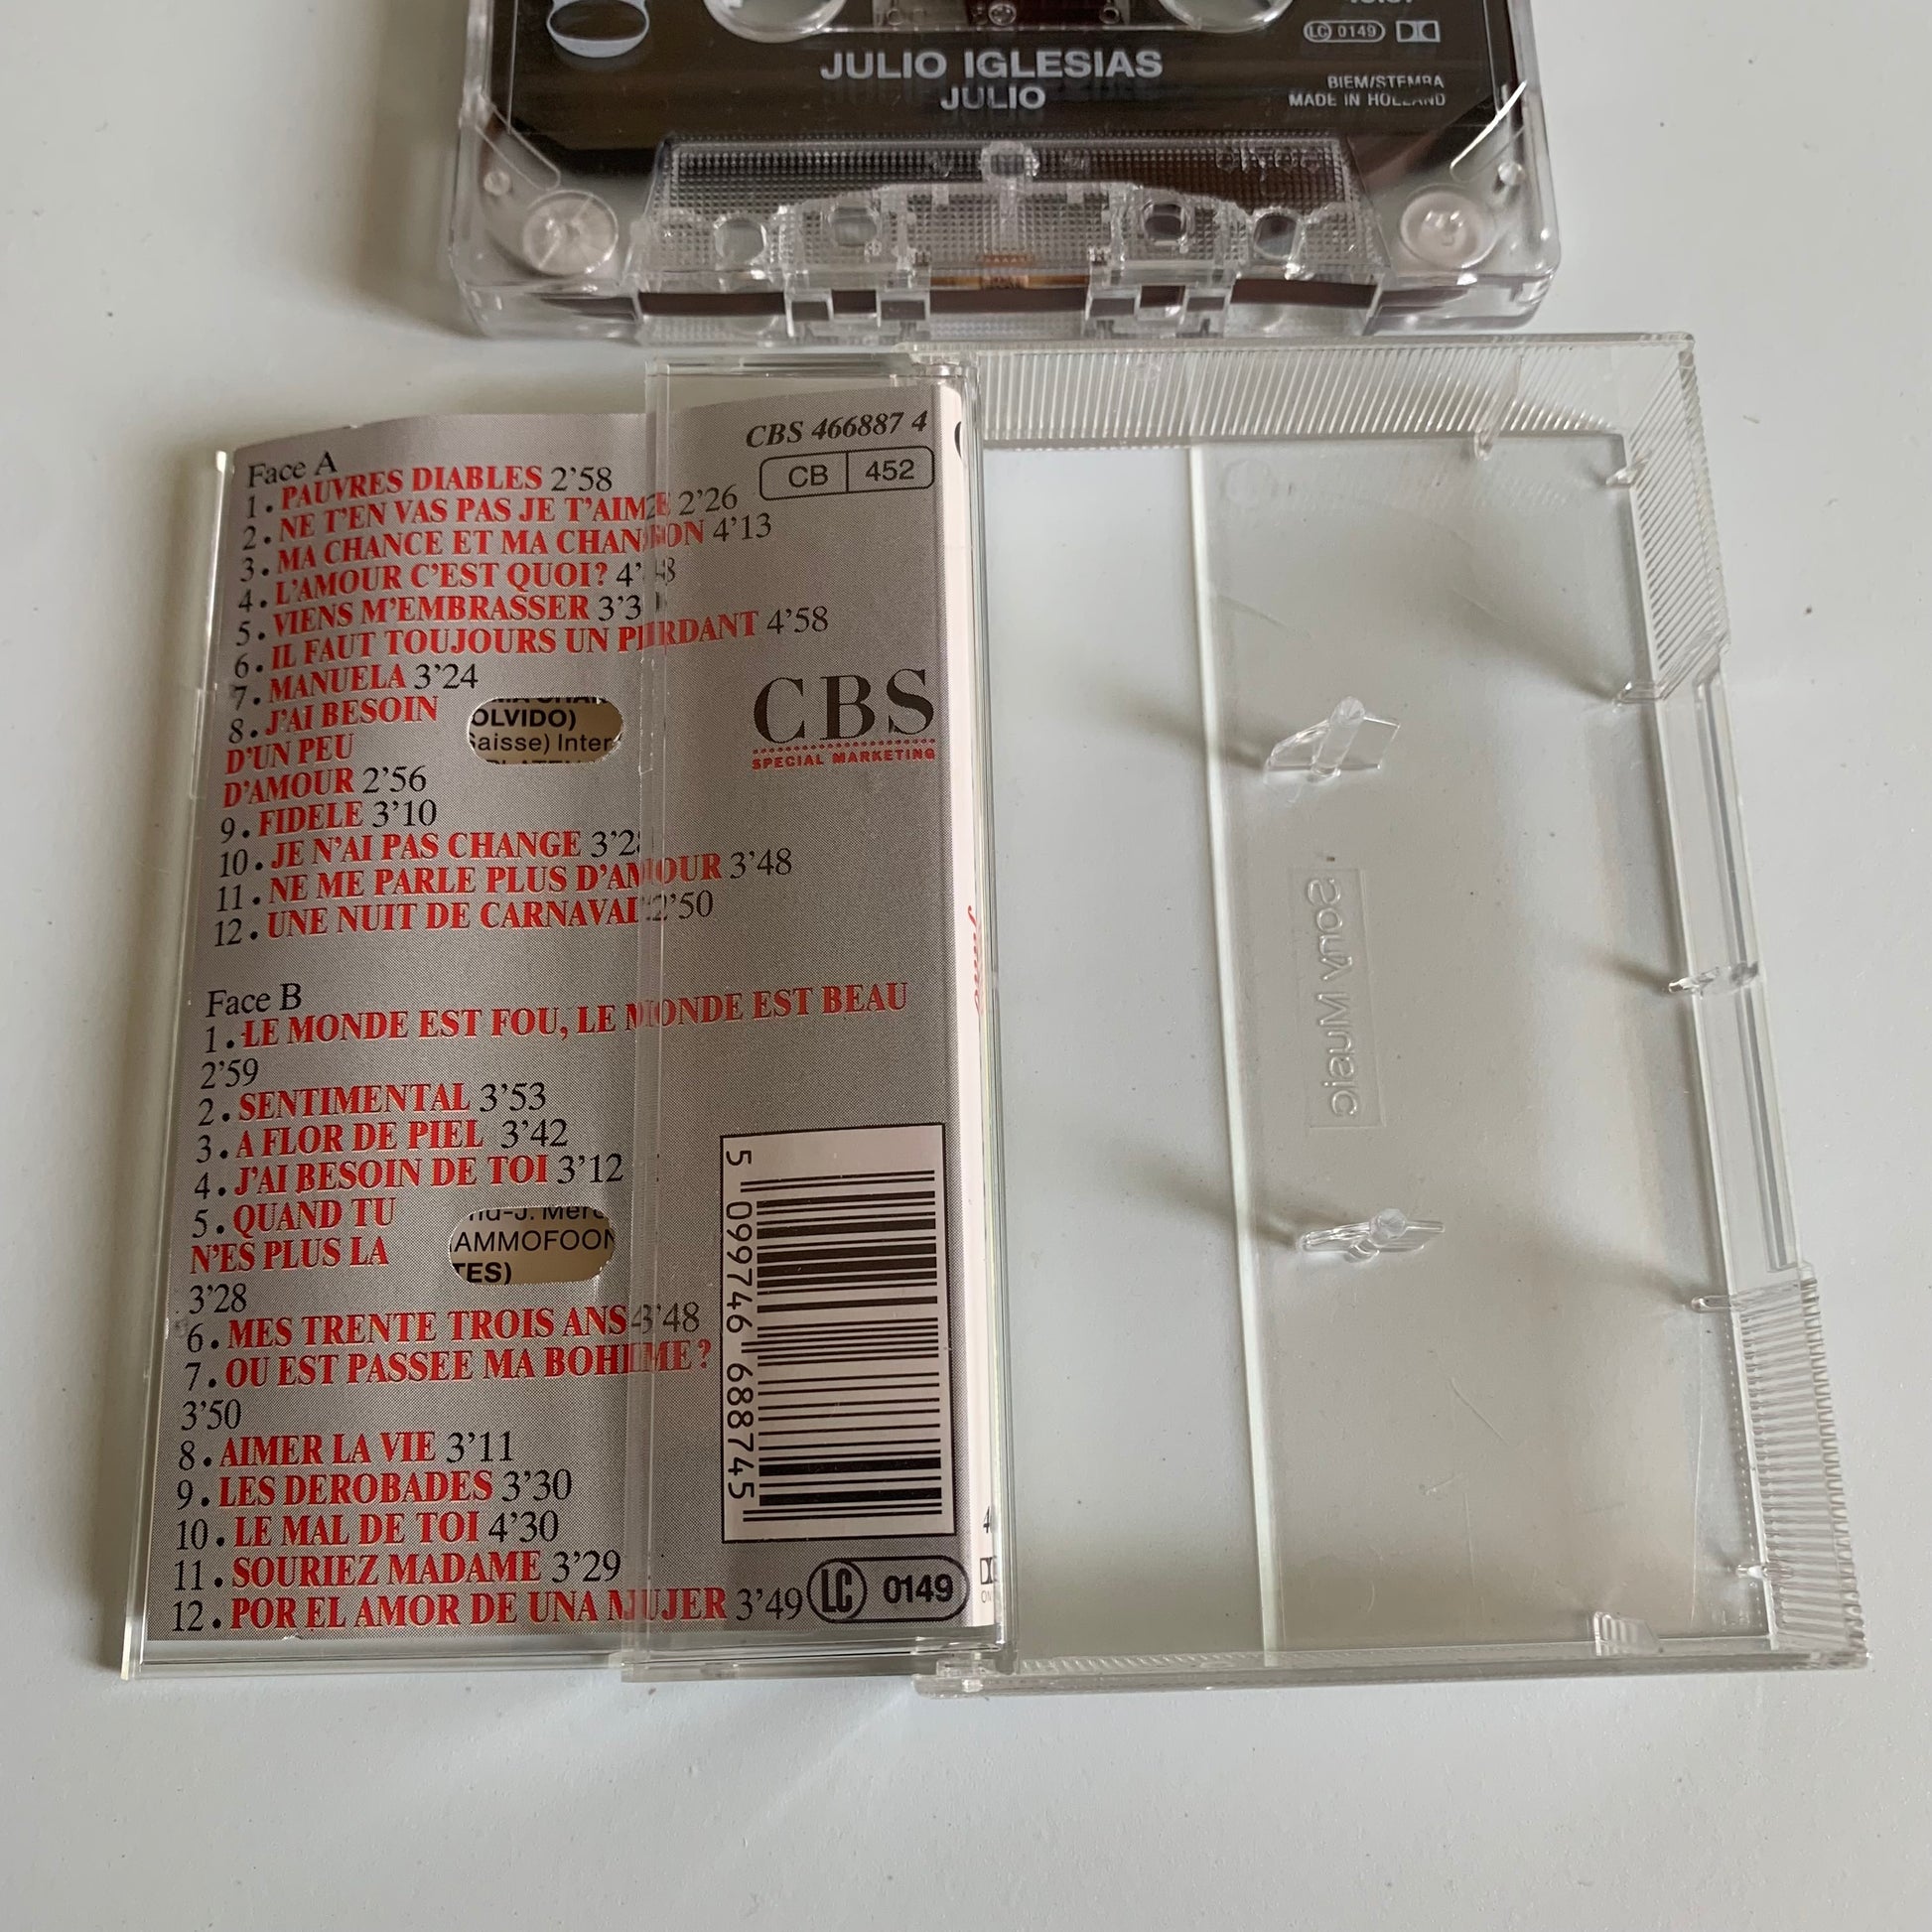 LC 0149
JULIO IGLESIAS
JULIO
BIEM/STEMRA
MADE IN HOLLAND
CBS 466887 4
CB 452
Face A
1. PAUVRES DIABLES 2'58
2. NE T'EN VAS PAS JE T'AIME 2'26
3. MA CHANCE ET MA CHANSON 4'13
4. L'AMOUR C'EST QUOI?
5. VIENS M'EMBRASSER
6. IL FAUT TOUJOURS UN PERDANT 4'58
7. MANUELA 3'24
8. J'AI BESOIN
D'UN PEU
D'AMOUR 2'56
9. FIDELE 3'10
10. JE N'AI PAS CHANGE
11. NE ME PARLE PLUS D'AMOUR 3'48
12. UNE NUIT DE CARNAVAL 2'50
OLVIDO)
CBS
SPECIAL MARKETING
Face B
1. LE MONDE EST FOU, LE MONDE EST BEAU
2'59
2. SENTIMENTAL 3'53
3. A FLOR DE PIEL 3'42
4. J'AI BESOIN DE TOI 3'12
5. QUAND TU
N'ES PLUS LA
3'28
6. MES TRENTE TROIS ANS 3'48
7. OU EST PASSEE MA BOHEME?
3'50
8. AIMER LA VIE 3'11
9. LES DEROBADES 3'30
10. LE MAL DE TOI 4'30
11. SOURIEZ MADAME 3'29
12. POR EL AMOR DE UNA MUJER 3'49
TES)
5 099746 688745
LC 0149
Sony Music